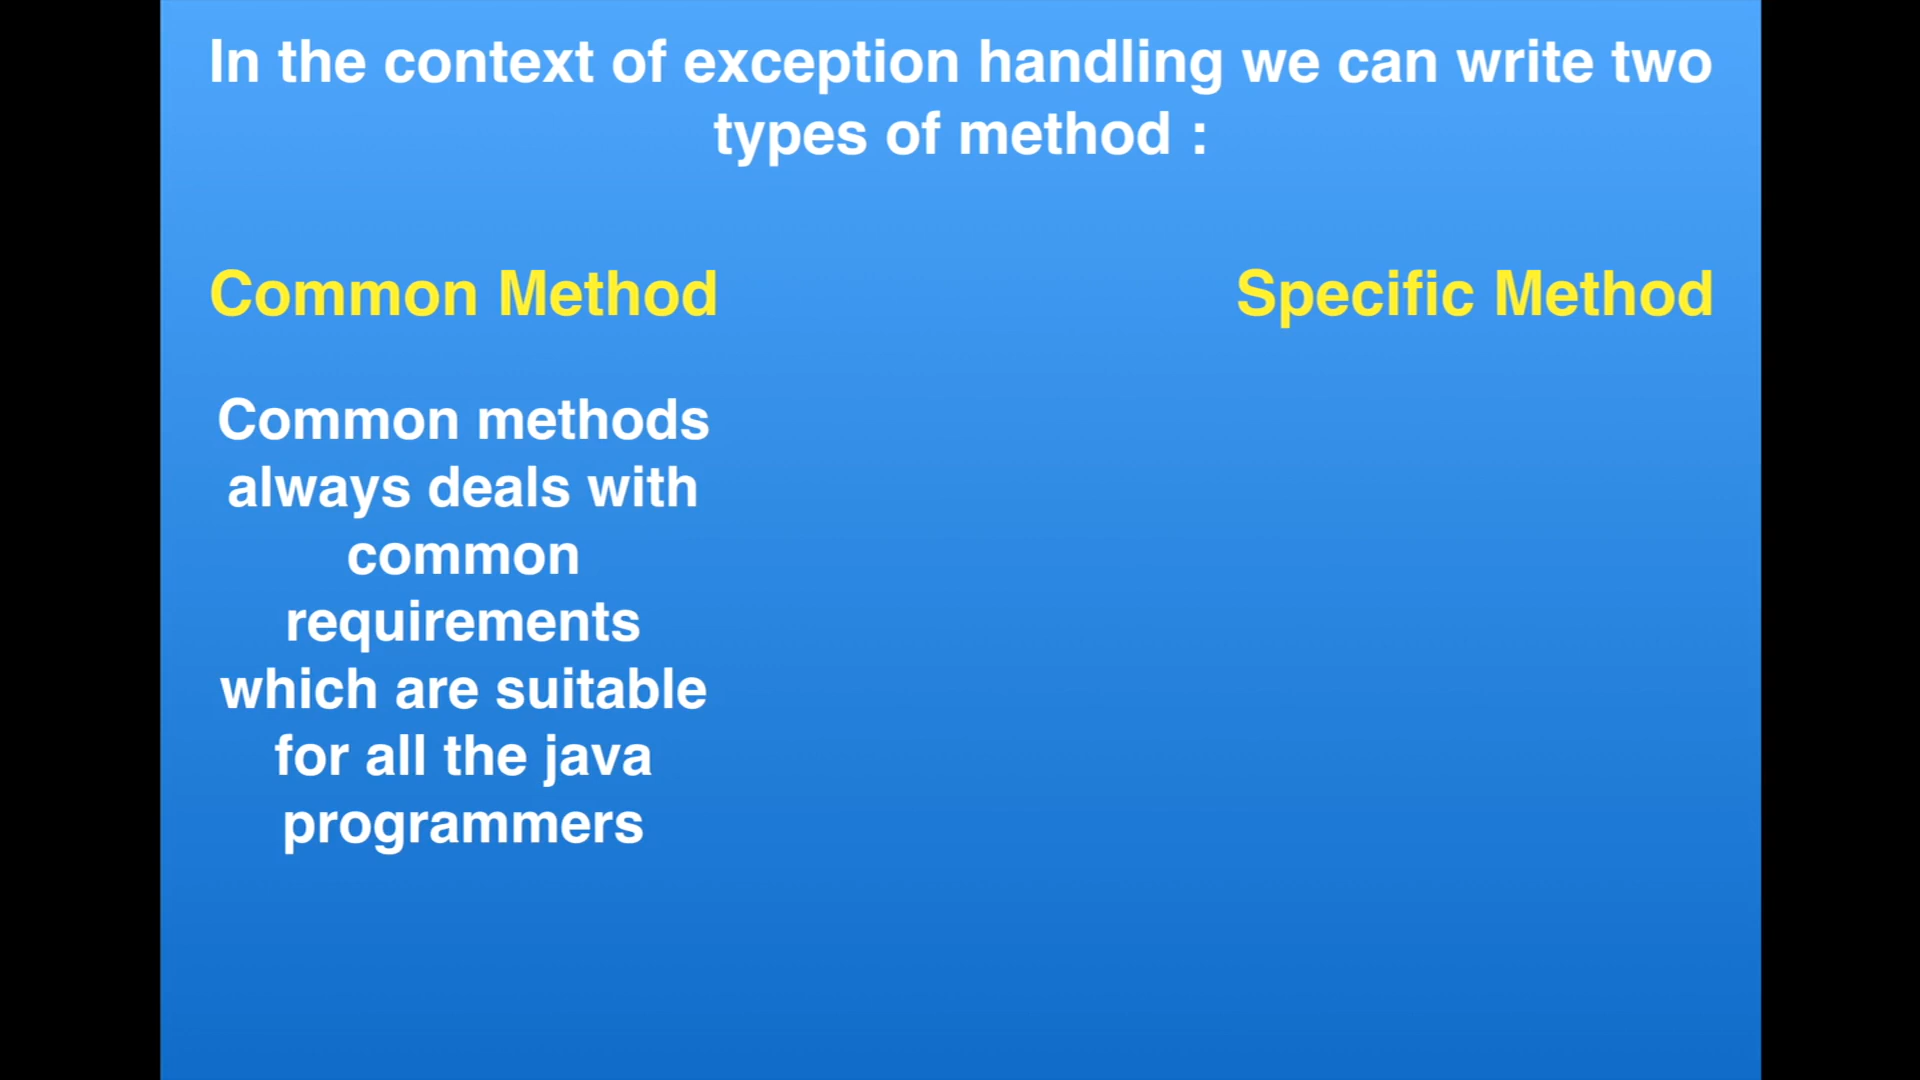 In the context of exception handling we can write two
types of method :
Common Method
Specific Method
Common methods
always deals with
common
requirements
which are suitable
for all the java
programmers